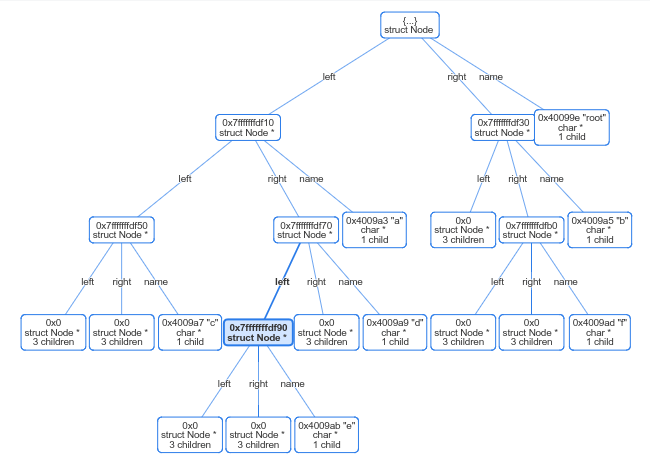 {...}
struct Node
left
right
name
0x7fffffffdf10
struct Node *
0x7fffffffdf30
struct Node *
0x40099e "root"
char *
1 child
left
right
name
left
right
name
0x7fffffffdf50
struct Node *
0x7fffffffdf70
struct Node *
0x4009a3 "a"
char *
1 child
0x0
struct Node *
3 children
0x7fffffffdfb0
struct Node *
0x4009a5 "b"
char *
1 child
left
right
name
left
right
name
left
right
name
0x0
struct Node *
3 children
0x0
struct Node *
3 children
0x4009a7 "c"
char *
1 child
0x7fffffffdf90
struct Node *
0x0
struct Node *
3 children
0x4009a9 "d"
char *
1 child
0x0
struct Node *
3 children
0x0
struct Node *
3 children
0x4009ad "f"
char *
1 child
left
right
name
0x0
struct Node *
3 children
0x0
struct Node *
3 children
0x4009ab "e"
char *
1 child